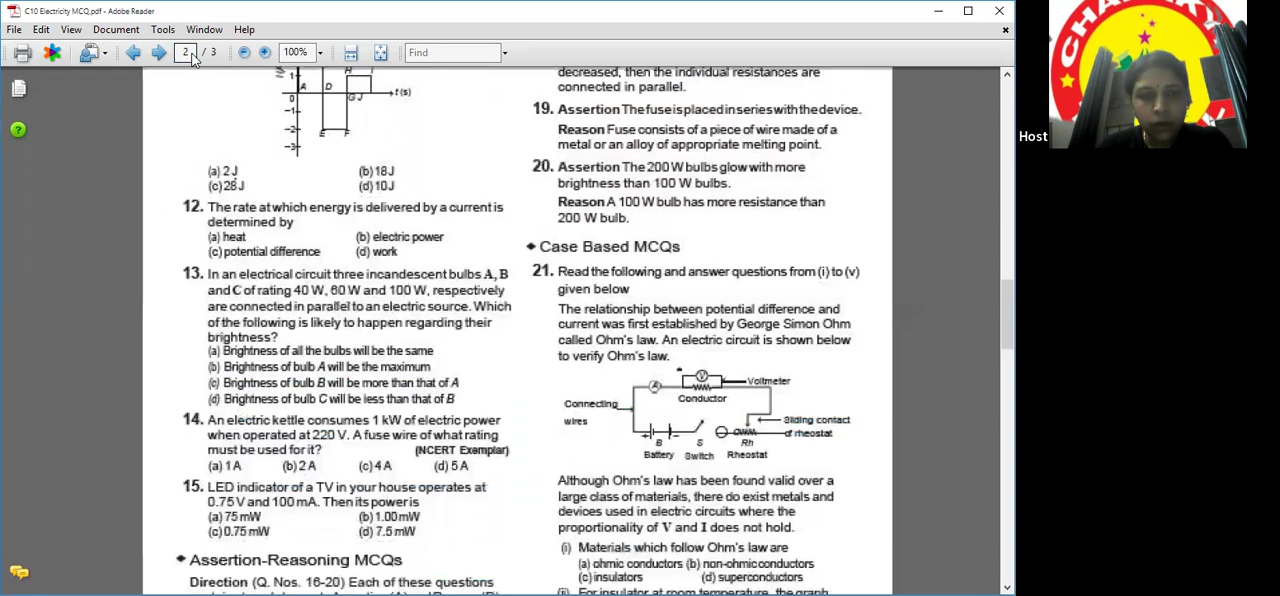 C10 Electricity MCQ.pdf - Adobe Reader
File Edit View Document Tools Window Help
2 / 3 100% Find
1
A D H I
0 G J t(s)
-1
-2
E F
-3
(a) 2 J (b) 18 J
(c) 28 J (d) 10 J
12. The rate at which energy is delivered by a current is
determined by
(a) heat (b) electric power
(c) potential difference (d) work
13. In an electrical circuit three incandescent bulbs A, B
and C of rating 40 W, 60 W and 100 W, respectively
are connected in parallel to an electric source. Which
of the following is likely to happen regarding their
brightness?
(a) Brightness of all the bulbs will be the same
(b) Brightness of bulb A will be the maximum
(c) Brightness of bulb B will be more than that of A
(d) Brightness of bulb C will be less than that of B
14. An electric kettle consumes 1 kW of electric power
when operated at 220 V. A fuse wire of what rating
must be used for it? (NCERT Exemplar)
(a) 1 A (b) 2 A (c) 4 A (d) 5 A
15. LED indicator of a TV in your house operates at
0.75 V and 100 mA. Then its power is
(a) 75 mW (b) 1.00 mW
(c) 0.75 mW (d) 7.5 mW
Assertion-Reasoning MCQs
Direction (Q. Nos. 16-20) Each of these questions
decreased, then the individual resistances are
connected in parallel.
19. Assertion The fuse is placed in series with the device.
Reason Fuse consists of a piece of wire made of a
metal or an alloy of appropriate melting point.
20. Assertion The 200 W bulbs glow with more
brightness than 100 W bulbs.
Reason A 100 W bulb has more resistance than
200 W bulb.
Case Based MCQs
21. Read the following and answer questions from (i) to (v)
given below
The relationship between potential difference and
current was first established by George Simon Ohm
called Ohm's law. An electric circuit is shown below
to verify Ohm's law.
A V Voltmeter
Conductor
Connecting
wires
Sliding contact
of rheostat
B S Rh
Battery Switch Rheostat
Although Ohm's law has been found valid over a
large class of materials, there do exist metals and
devices used in electric circuits where the
proportionality of V and I does not hold.
(i) Materials which follow Ohm's law are
(a) ohmic conductors (b) non-ohmic conductors
(c) insulators (d) superconductors
(ii) For insulator at room temperature, the graph
Host